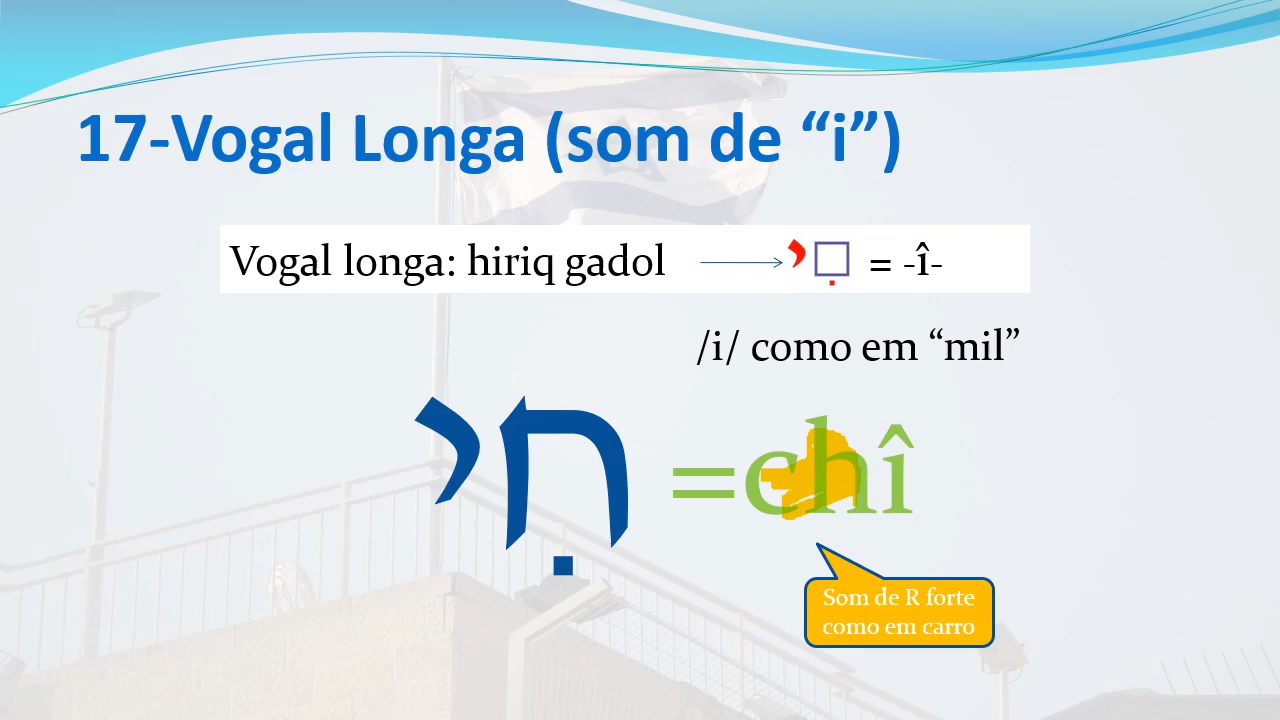 17-Vogal Longa (som de “i”)
Vogal longa: hiriq gadol → ִ◌י = -î-
/i/ como em “mil”
חִי =chî
Som de R forte
como em carro